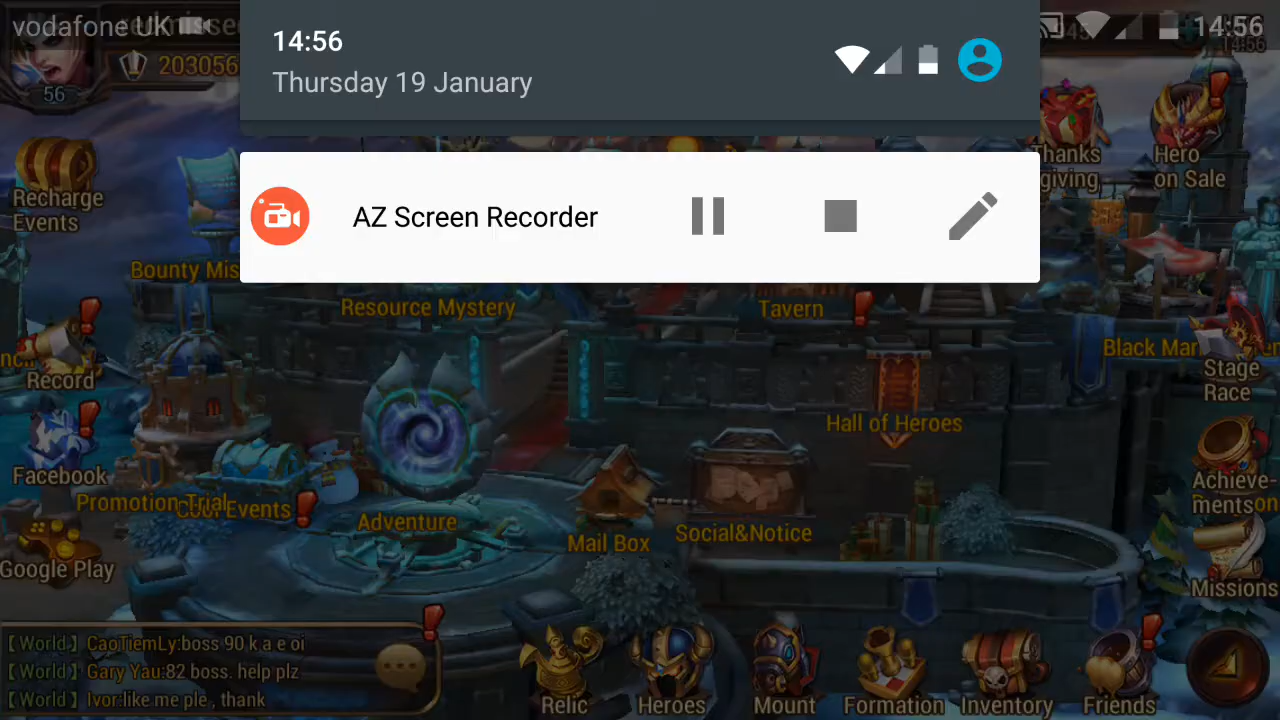 vodafone UK
14:56
14:56
Thursday 19 January
203056
56
AZ Screen Recorder
Thanks
giving
Hero
on Sale
Recharge
Events
Bounty Mis
Resource Mystery
Tavern
Black Mar
Record
Stage
Race
Hall of Heroes
Facebook
Promotion Trial
Cool Events
Adventure
Mail Box
Social&Notice
Achieve-
ments
Google Play
Missions
【World】 CaoTiemLy:boss 90 k a e oi
【World】 Gary Yau:82 boss. help plz
【World】 Ivor:like me ple , thank
Relic
Heroes
Mount
Formation
Inventory
Friends